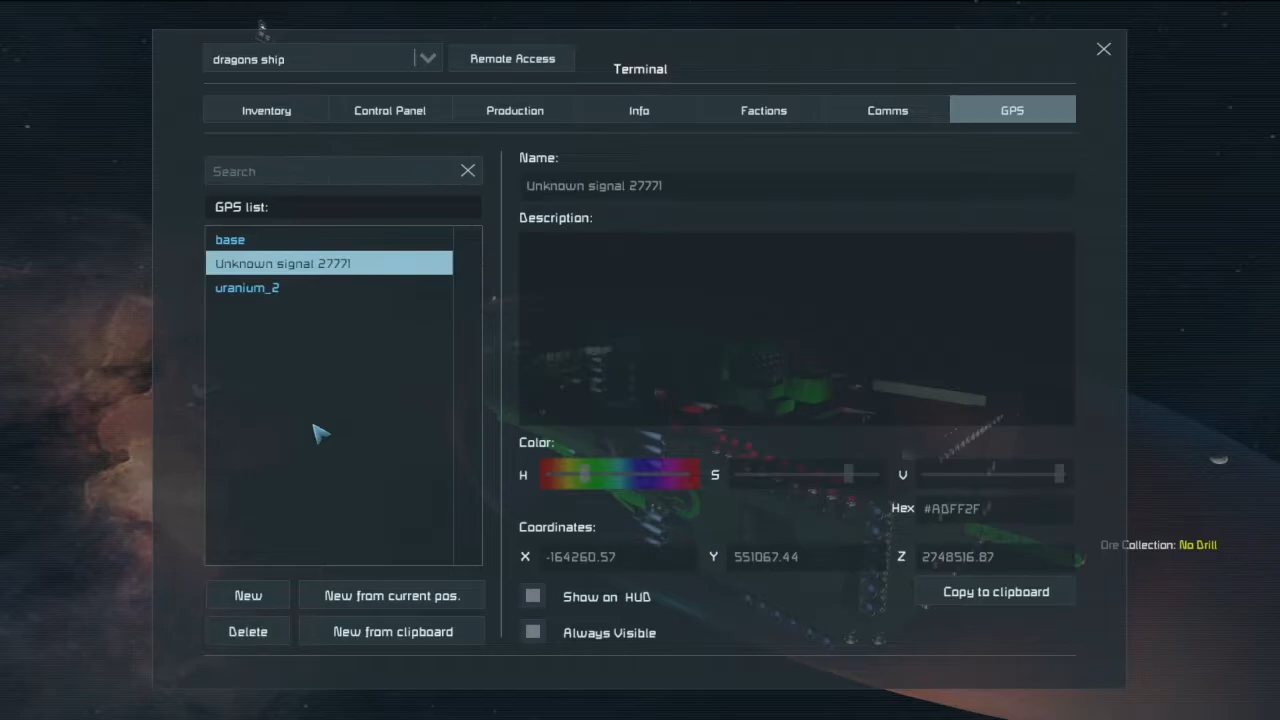 dragons ship
Remote Access
Terminal
Inventory
Control Panel
Production
Info
Factions
Comms
GPS
Search
GPS list:
base
Unknown signal 27771
uranium_2
New
New from current pos.
Delete
New from clipboard
Name:
Unknown signal 27771
Description:
Color:
H
S
V
Hex #ADFF2F
Coordinates:
X -164260.57
Y 551067.44
Z 2748516.87
Show on HUD
Copy to clipboard
Always Visible
Ore Collection: No Drill